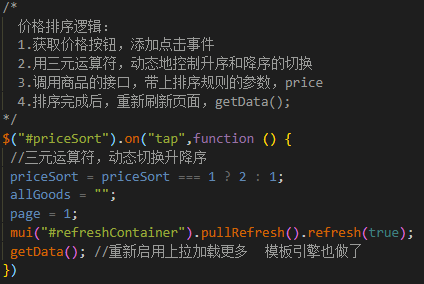 /*
价格排序逻辑:
1.获取价格按钮，添加点击事件
2.用三元运算符，动态地控制升序和降序的切换
3.调用商品的接口，带上排序规则的参数，price
4.排序完成后，重新刷新页面，getData();
*/
$("#priceSort").on("tap",function () {
//三元运算符，动态切换升降序
priceSort = priceSort === 1 ? 2 : 1;
allGoods = "";
page = 1;
mui("#refreshContainer").pullRefresh().refresh(true);
getData(); //重新启用上拉加载更多  模板引擎也做了
})